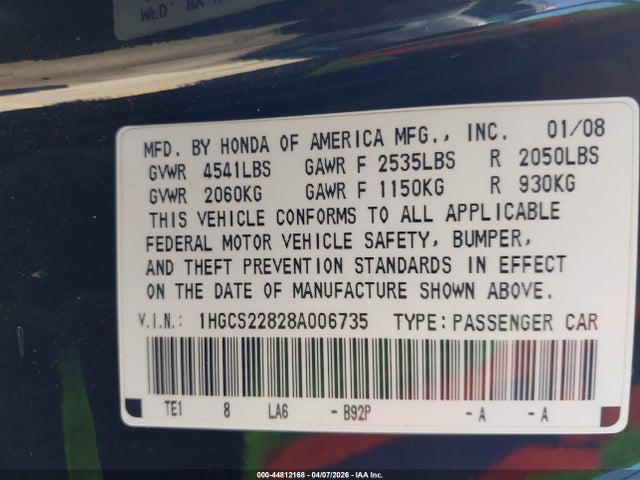 MFD. BY HONDA OF AMERICA MFG., INC. 01/08
GVWR 4541LBS GAWR F 2535LBS R 2050LBS
GVWR 2060KG GAWR F 1150KG R 930KG
THIS VEHICLE CONFORMS TO ALL APPLICABLE
FEDERAL MOTOR VEHICLE SAFETY, BUMPER,
AND THEFT PREVENTION STANDARDS IN EFFECT
ON THE DATE OF MANUFACTURE SHOWN ABOVE.
V.I.N.: 1HGCS22828A006735 TYPE: PASSENGER CAR
TE1 8 LA6 - B92P - A - A
000-44812168 - 04/07/2026 - IAA Inc.